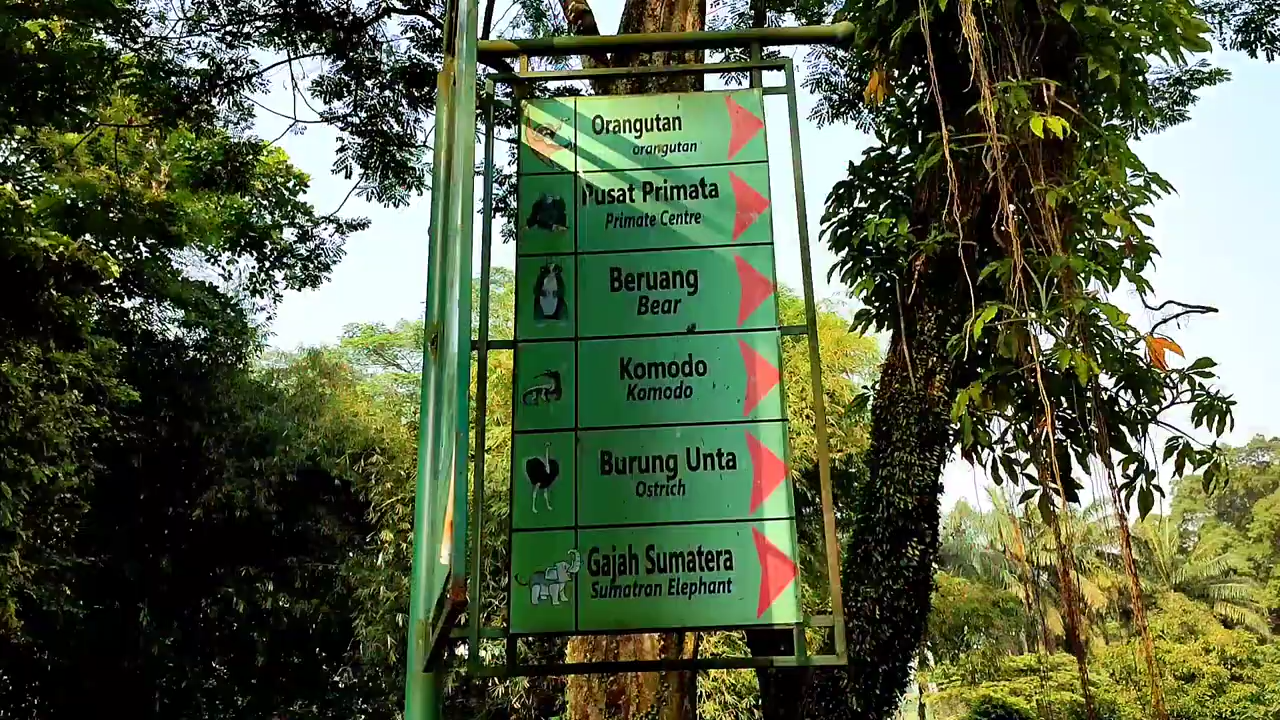 Orangutan
orangutan
Pusat Primata
Primate Centre
Beruang
Bear
Komodo
Komodo
Burung Unta
Ostrich
Gajah Sumatera
Sumatran Elephant